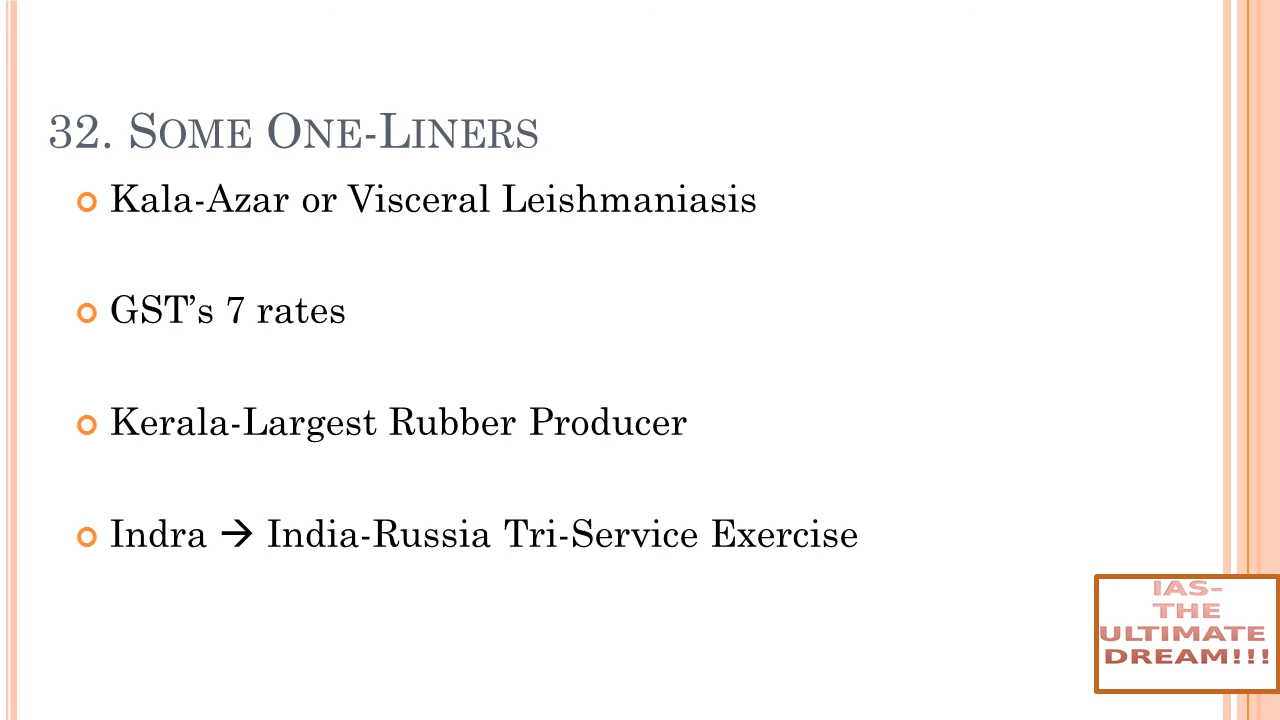 32. SOME ONE-LINERS
Kala-Azar or Visceral Leishmaniasis
GST’s 7 rates
Kerala-Largest Rubber Producer
Indra → India-Russia Tri-Service Exercise
IAS-
THE
ULTIMATE
DREAM!!!